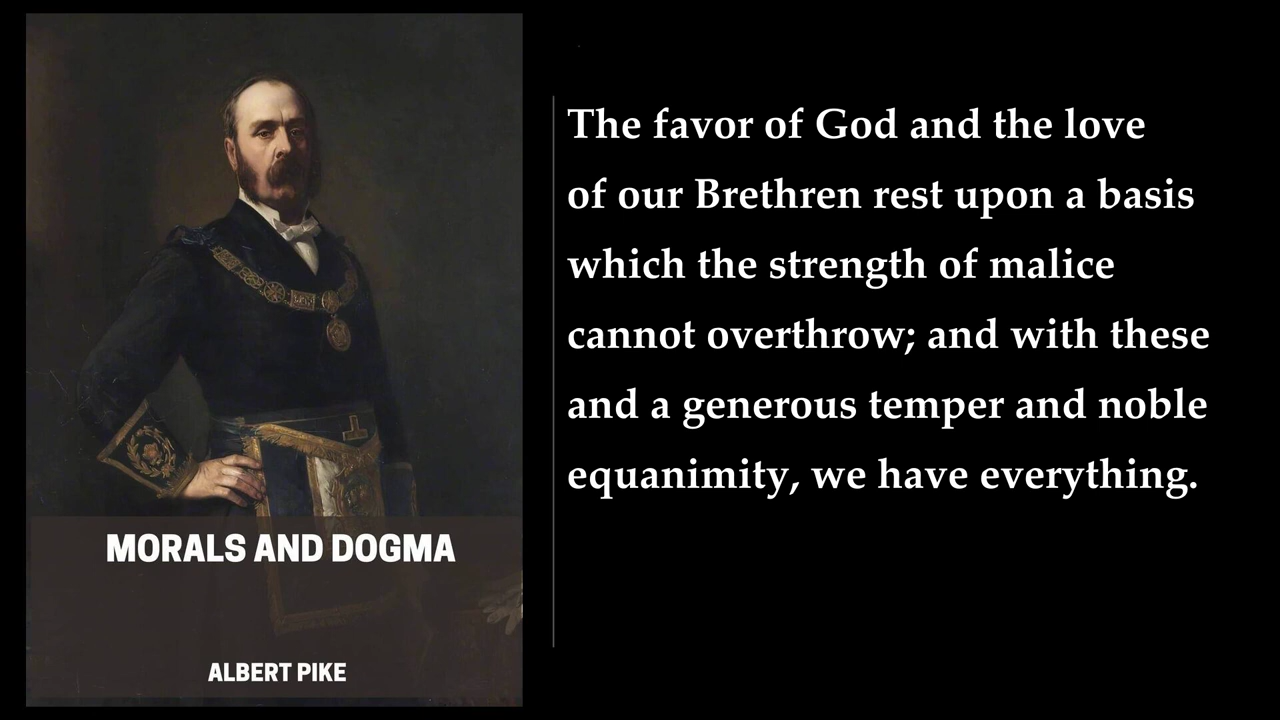 MORALS AND DOGMA
ALBERT PIKE
The favor of God and the love
of our Brethren rest upon a basis
which the strength of malice
cannot overthrow; and with these
and a generous temper and noble
equanimity, we have everything.